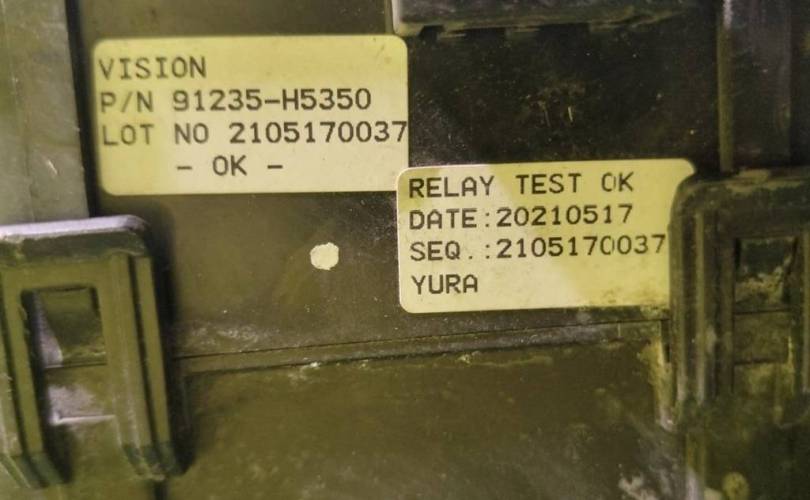 VISION
P/N 91235-H5350
LOT NO 2105170037
- OK -
RELAY TEST OK
DATE:20210517
SEQ.:2105170037
YURA